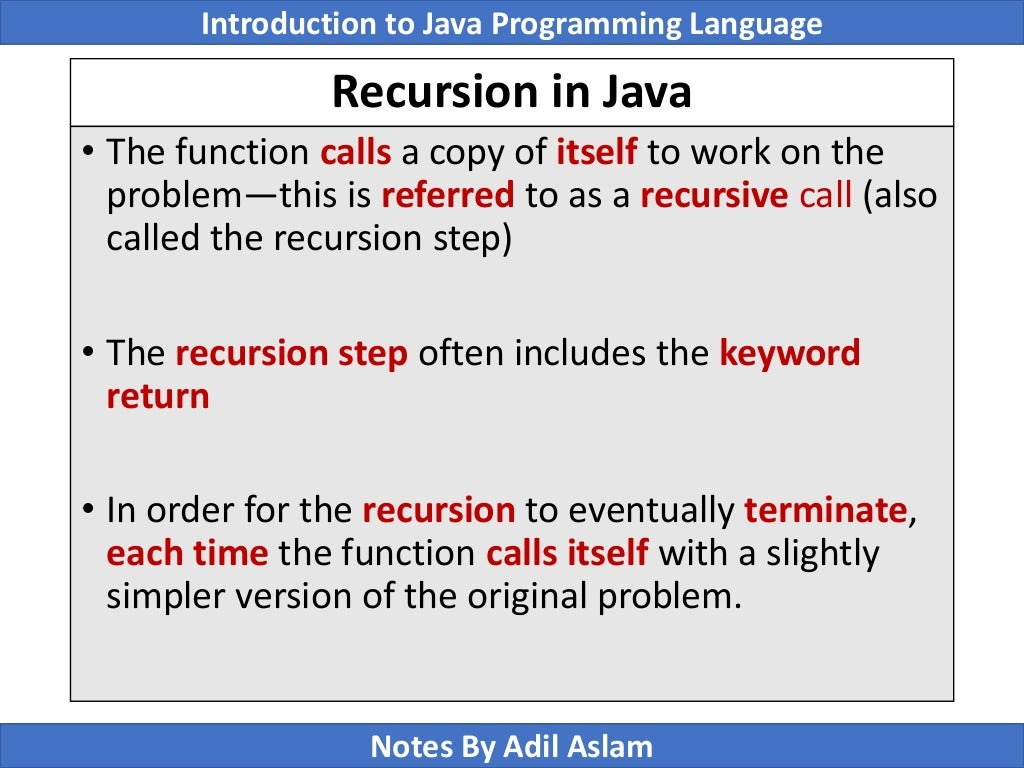 Introduction to Java Programming Language
Recursion in Java
• The function calls a copy of itself to work on the
problem—this is referred to as a recursive call (also
called the recursion step)
• The recursion step often includes the keyword
return
• In order for the recursion to eventually terminate,
each time the function calls itself with a slightly
simpler version of the original problem.
Notes By Adil Aslam